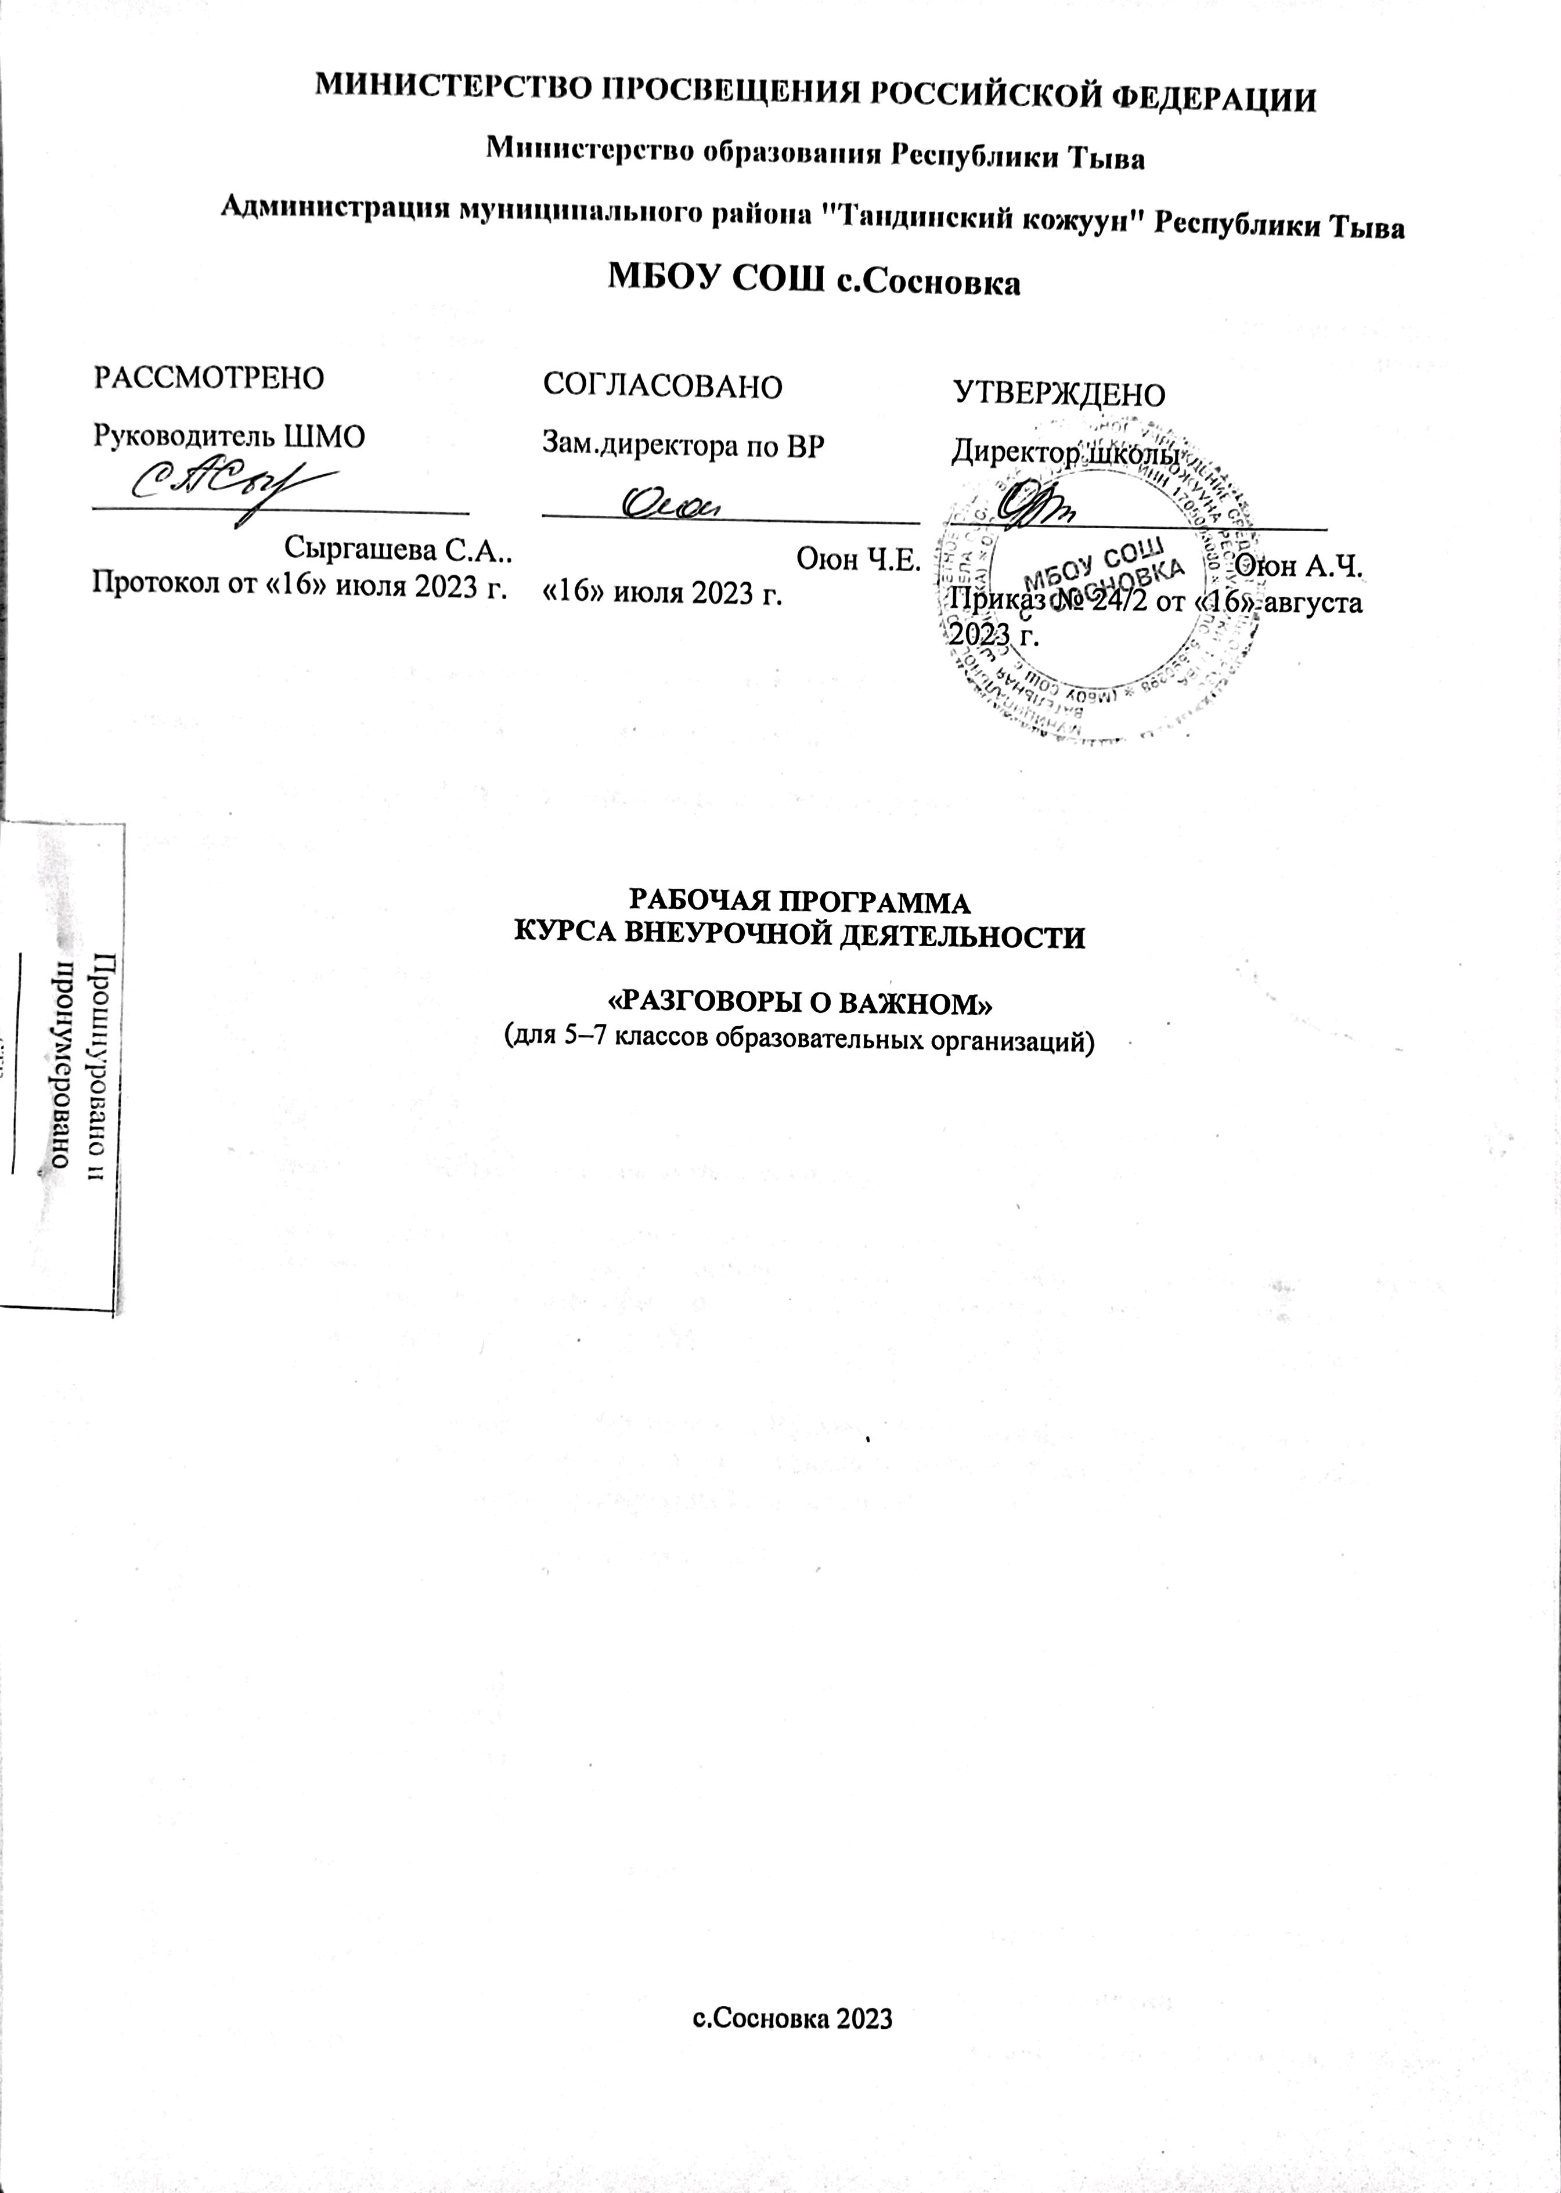 МИНИСТЕРСТВО ПРОСВЕЩЕНИЯ РОССИЙСКОЙ ФЕДЕРАЦИИ
Министерство образования Республики Тыва
Администрация муниципального района "Тандинский кожуун" Республики Тыва
МБОУ СОШ с.Сосновка
РАССМОТРЕНО
Руководитель ШМО
Сыргашева С.А..
Протокол от «16» июля 2023 г.
СОГЛАСОВАНО
Зам.директора по ВР
Оюн Ч.Е.
«16» июля 2023 г.
УТВЕРЖДЕНО
Директор школы
Оюн А.Ч.
Приказ № 24/2 от «16» августа
2023 г.
МБОУ СОШ
с СОСНОВКА
Прошнуровано и
пронумеровано
РАБОЧАЯ ПРОГРАММА
КУРСА ВНЕУРОЧНОЙ ДЕЯТЕЛЬНОСТИ
«РАЗГОВОРЫ О ВАЖНОМ»
(для 5–7 классов образовательных организаций)
с.Сосновка 2023